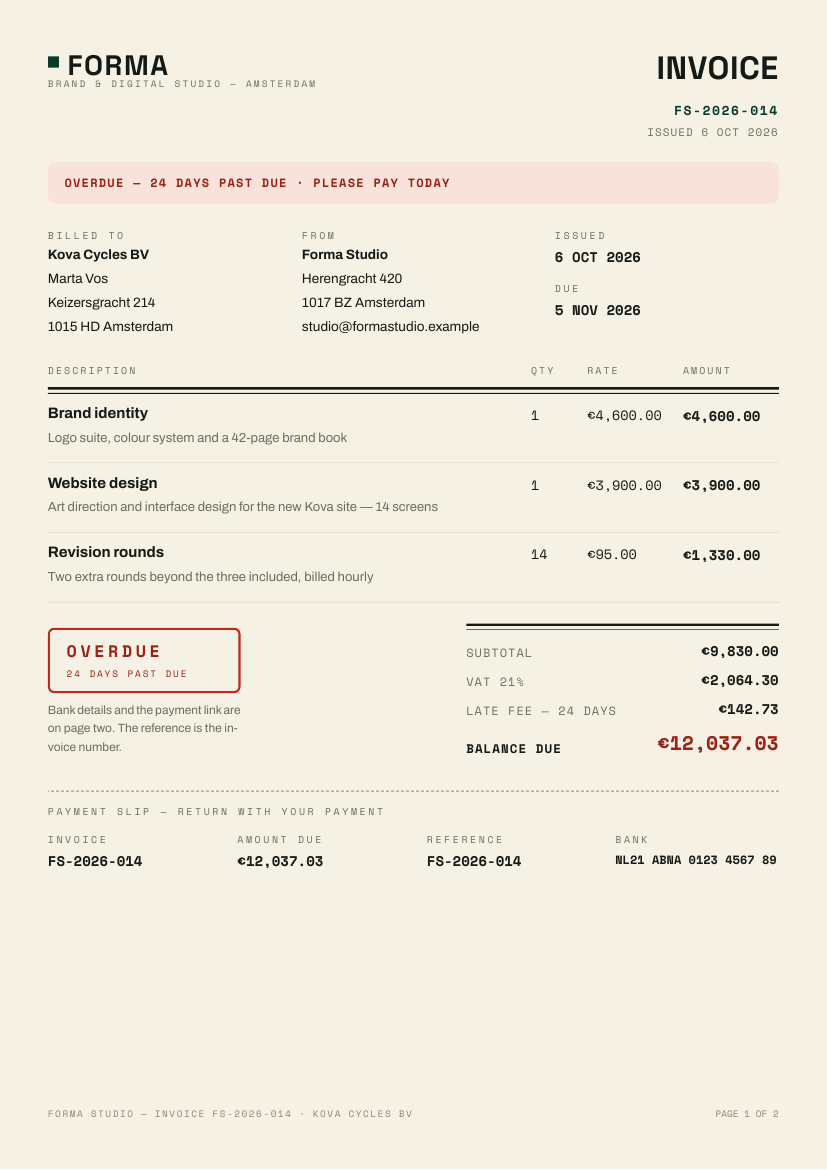 FORMA
BRAND & DIGITAL STUDIO — AMSTERDAM
INVOICE
FS-2026-014
ISSUED 6 OCT 2026
OVERDUE — 24 DAYS PAST DUE · PLEASE PAY TODAY
BILLED TO
Kova Cycles BV
Marta Vos
Keizersgracht 214
1015 HD Amsterdam
FROM
Forma Studio
Herengracht 420
1017 BZ Amsterdam
studio@formastudio.example
ISSUED
6 OCT 2026
DUE
5 NOV 2026
DESCRIPTION QTY RATE AMOUNT
Brand identity 1 €4,600.00 €4,600.00
Logo suite, colour system and a 42-page brand book
Website design 1 €3,900.00 €3,900.00
Art direction and interface design for the new Kova site — 14 screens
Revision rounds 14 €95.00 €1,330.00
Two extra rounds beyond the three included, billed hourly
OVERDUE
24 DAYS PAST DUE
Bank details and the payment link are
on page two. The reference is the in-
voice number.
SUBTOTAL €9,830.00
VAT 21% €2,064.30
LATE FEE — 24 DAYS €142.73
BALANCE DUE €12,037.03
PAYMENT SLIP — RETURN WITH YOUR PAYMENT
INVOICE
FS-2026-014
AMOUNT DUE
€12,037.03
REFERENCE
FS-2026-014
BANK
NL21 ABNA 0123 4567 89
FORMA STUDIO — INVOICE FS-2026-014 · KOVA CYCLES BV
PAGE 1 OF 2